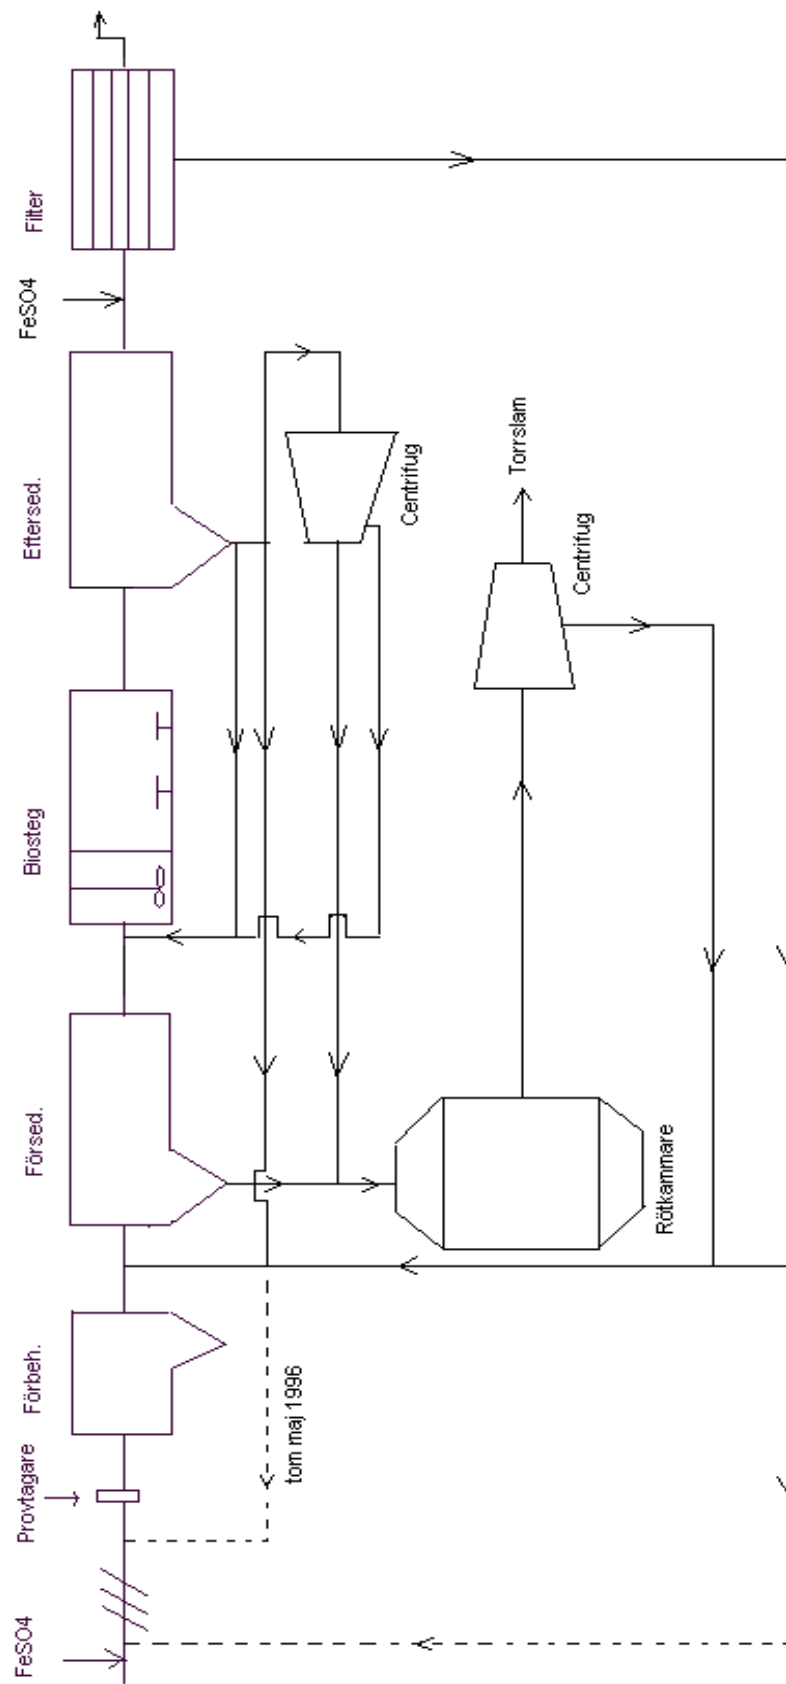 FeSO4
Provtagare
Förbeh.
Försed.
Biosteg
Eftersed.
FeSO4
Filter
tom maj 1996
Rötkammare
Centrifug
Centrifug
Torrslam